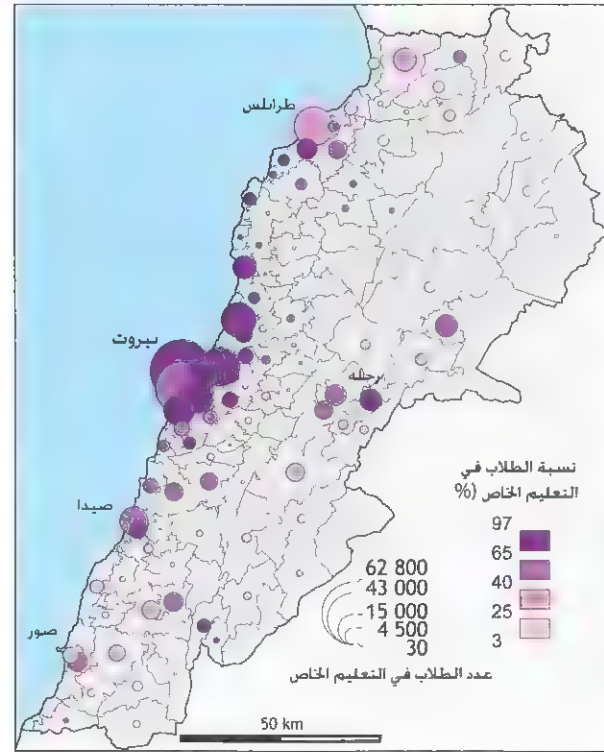 طرابلس
بيروت
زحلة
صيدا
صور
نسبة الطلاب في
التعليم الخاص (%
97
65
40
25
3
62 800
43 000
15 000
4 500
30
عدد الطلاب في التعليم الخاص
50 km